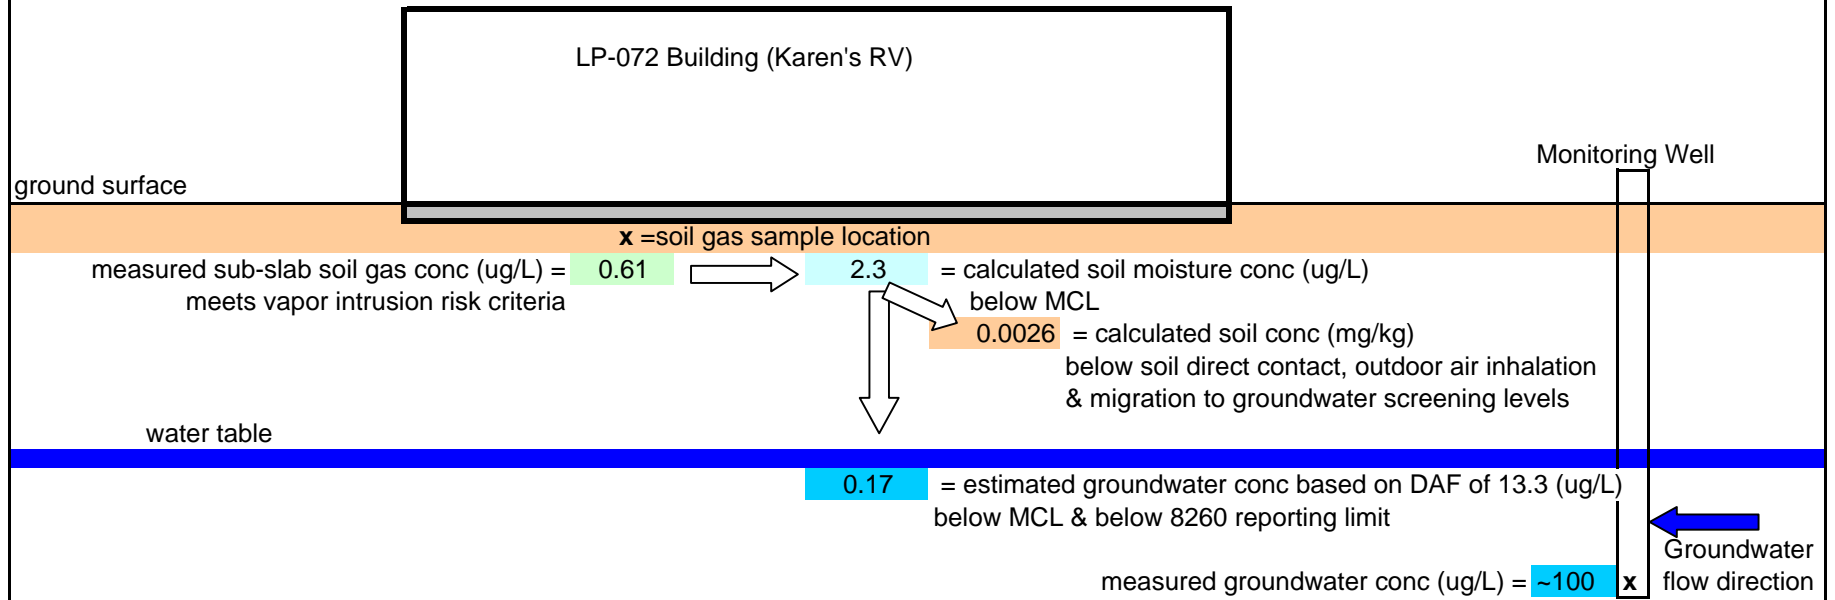 LP-072 Building (Karen's RV)
Monitoring Well
ground surface
x =soil gas sample location
measured sub-slab soil gas conc (ug/L) = 0.61 2.3 = calculated soil moisture conc (ug/L)
meets vapor intrusion risk criteria below MCL
0.0026 = calculated soil conc (mg/kg)
below soil direct contact, outdoor air inhalation
& migration to groundwater screening levels
water table
0.17 = estimated groundwater conc based on DAF of 13.3 (ug/L)
below MCL & below 8260 reporting limit
Groundwater
measured groundwater conc (ug/L) = ~100 x flow direction